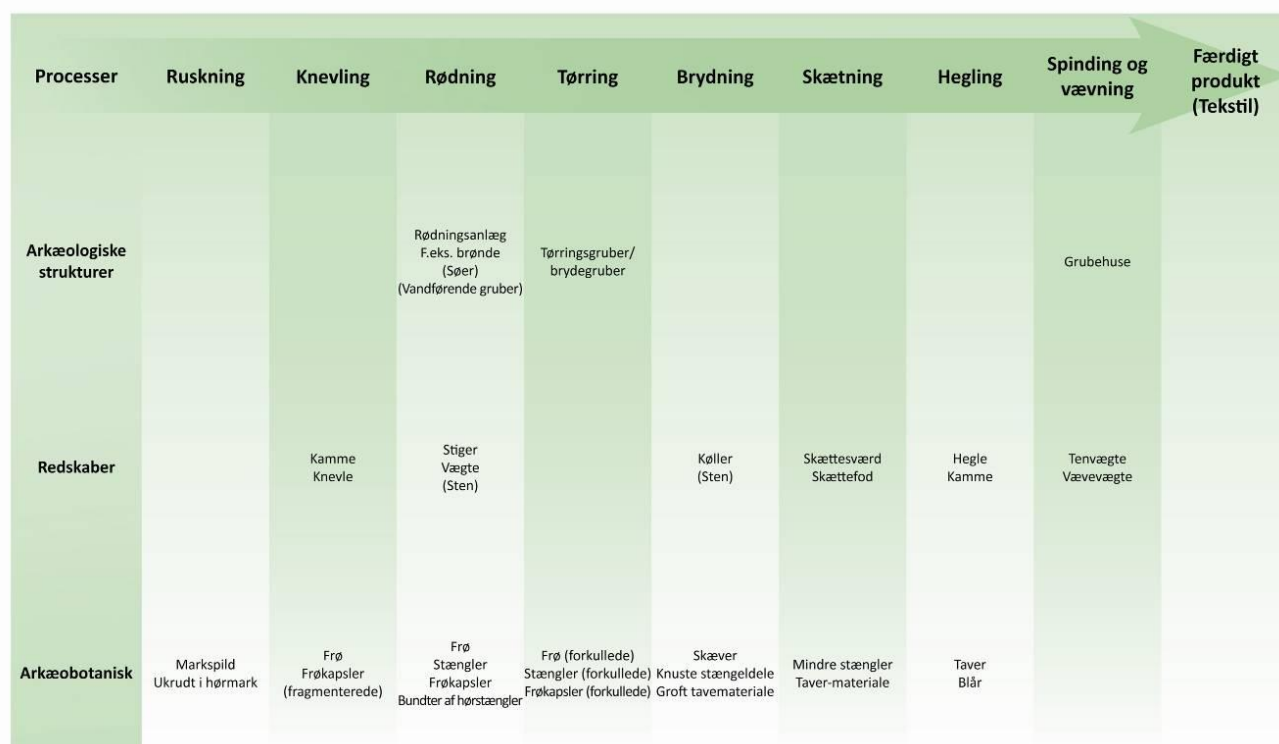 Processer
Ruskning
Knevling
Rødning
Tørring
Brydning
Skætning
Hegling
Spinding og
vævning
Færdigt
produkt
(Tekstil)
Arkæologiske
strukturer
Rødningsanlæg
F.eks. brønde
(Søer)
(Vandførende gruber)
Tørringsgruber/
brydegruber
Grubehuse
Redskaber
Kamme
Knevle
Stiger
Vægte
(Sten)
Køller
(Sten)
Skættesværd
Skættefod
Hegle
Kamme
Tenvægte
Vævevægte
Arkæobotanisk
Markspild
Ukrudt i hørmark
Frø
Frøkapsler
(fragmenterede)
Frø
Stængler
Frøkapsler
Bundter af hørstængler
Frø (forkullede)
Stængler (forkullede)
Frøkapsler (forkullede)
Skæver
Knuste stængeldele
Groft tavemateriale
Mindre stængler
Taver-materiale
Taver
Blår